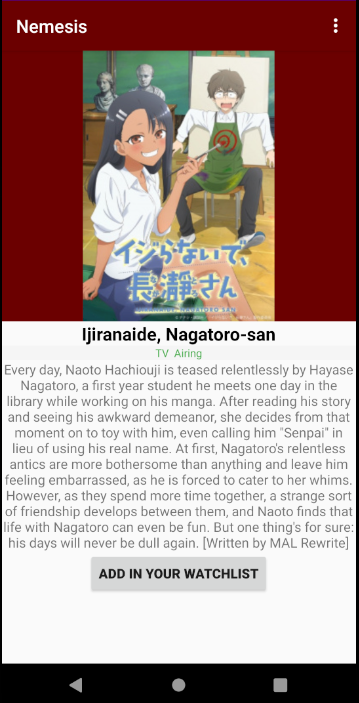 Nemesis
イジらないで、
長瀞さん
Ijiranaide, Nagatoro-san
TV Airing
Every day, Naoto Hachiouji is teased relentlessly by Hayase
Nagatoro, a first year student he meets one day in the
library while working on his manga. After reading his story
and seeing his awkward demeanor, she decides from that
moment on to toy with him, even calling him "Senpai" in
lieu of using his real name. At first, Nagatoro's relentless
antics are more bothersome than anything and leave him
feeling embarrassed, as he is forced to cater to her whims.
However, as they spend more time together, a strange sort
of friendship develops between them, and Naoto finds that
life with Nagatoro can even be fun. But one thing's for sure:
his days will never be dull again. [Written by MAL Rewrite]
ADD IN YOUR WATCHLIST